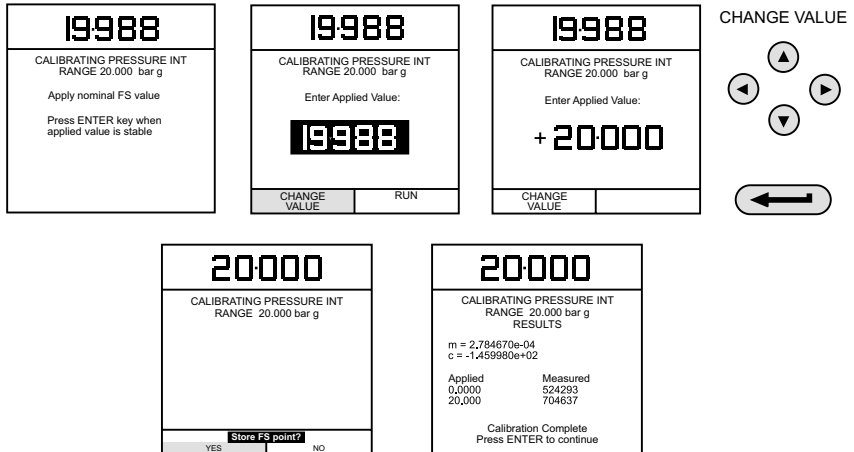 19.988
CALIBRATING PRESSURE INT
RANGE 20.000 bar g
Apply nominal FS value
Press ENTER key when
applied value is stable
19.988
CALIBRATING PRESSURE INT
RANGE 20.000 bar g
Enter Applied Value:
19988
CHANGE
VALUE
RUN
19.988
CALIBRATING PRESSURE INT
RANGE 20.000 bar g
Enter Applied Value:
+ 20.000
CHANGE
VALUE
CHANGE VALUE
20.000
CALIBRATING PRESSURE INT
RANGE 20.000 bar g
Store FS point?
YES
NO
20.000
CALIBRATING PRESSURE INT
RANGE 20.000 bar g
RESULTS
m = 2.784670e-04
c = -1.459980e+02
Applied Measured
0.0000 524293
20.000 704637
Calibration Complete
Press ENTER to continue